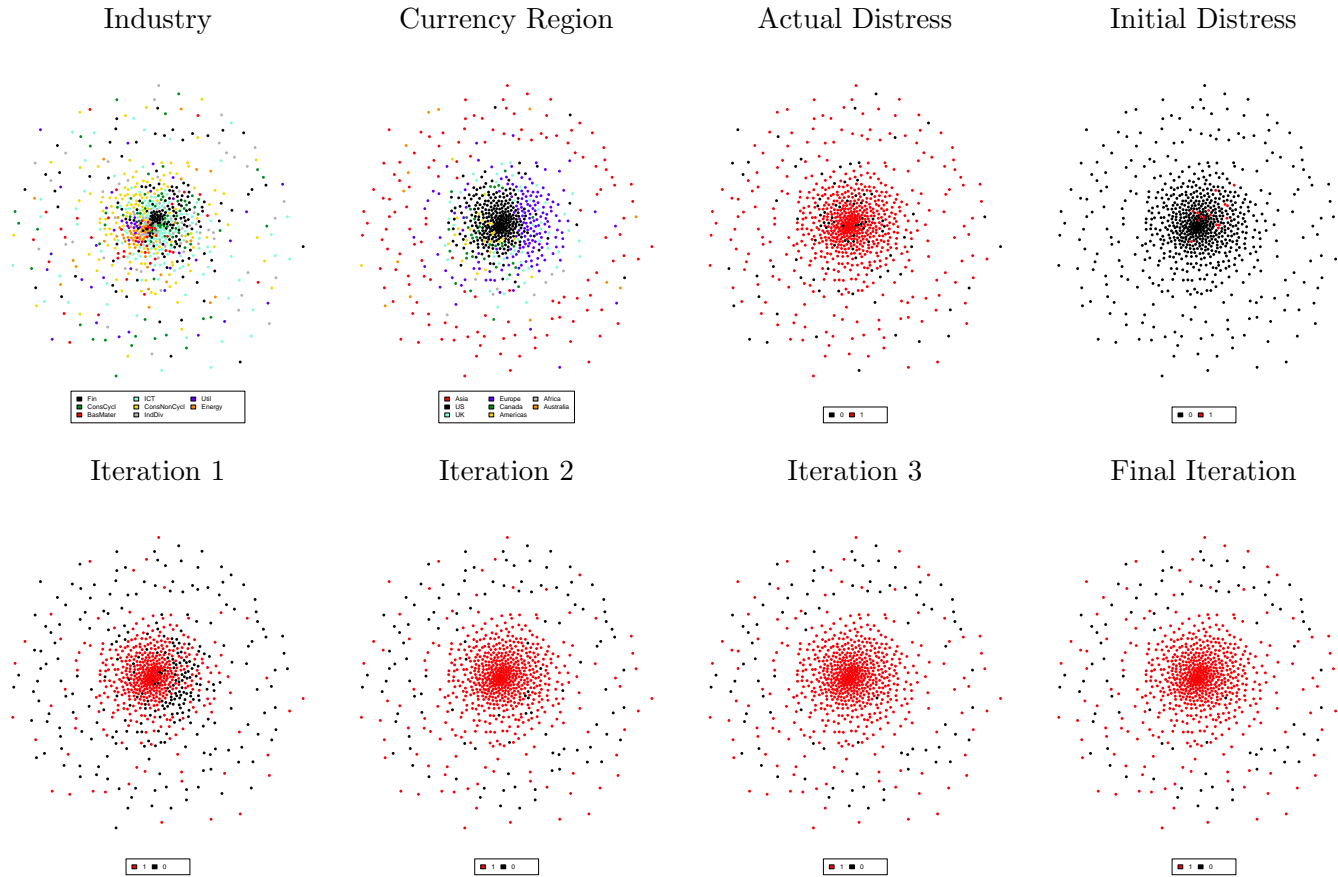 Industry Currency Region Actual Distress Initial Distress
Fin ICT Util Asia Europe Africa
ConsCycl ConsNonCycl Energy US Canada Australia 0 1 0 1
BasMater IndDiv UK Americas
Iteration 1 Iteration 2 Iteration 3 Final Iteration
1 0 1 0 1 0 1 0